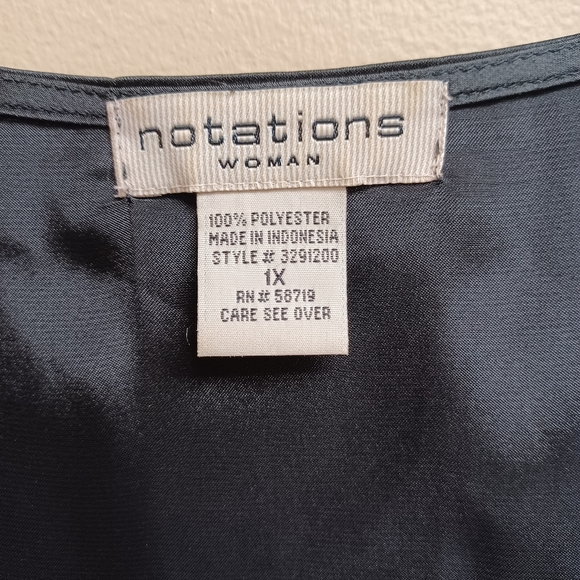 notations
WOMAN
100% POLYESTER
MADE IN INDONESIA
STYLE # 3291200
1X
RN # 58719
CARE SEE OVER